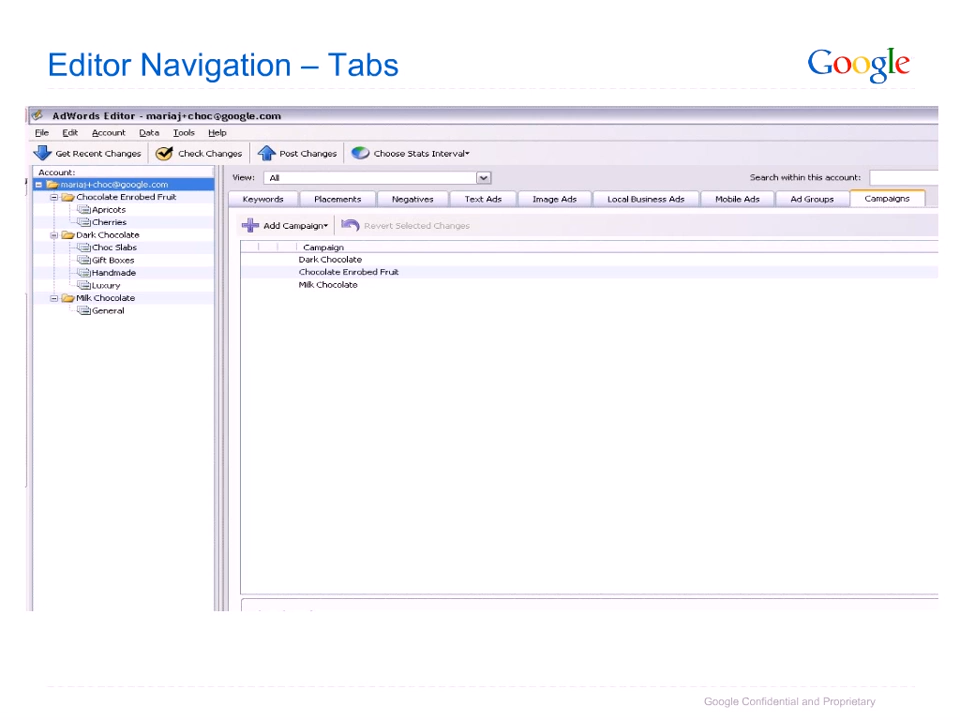 Editor Navigation – Tabs
Google
AdWords Editor - mariaj+choc@google.com
File Edit Account Data Tools Help
Get Recent Changes Check Changes Post Changes Choose Stats Interval
Account:
mariaj+choc@google.com
Chocolate Enrobed Fruit
Apricots
Cherries
Dark Chocolate
Choc Slabs
Gift Boxes
Handmade
Luxury
Milk Chocolate
General
View: All Search within this account:
Keywords Placements Negatives Text Ads Image Ads Local Business Ads Mobile Ads Ad Groups Campaigns
Add Campaign Revert Selected Changes
Campaign
Dark Chocolate
Chocolate Enrobed Fruit
Milk Chocolate
Google Confidential and Proprietary